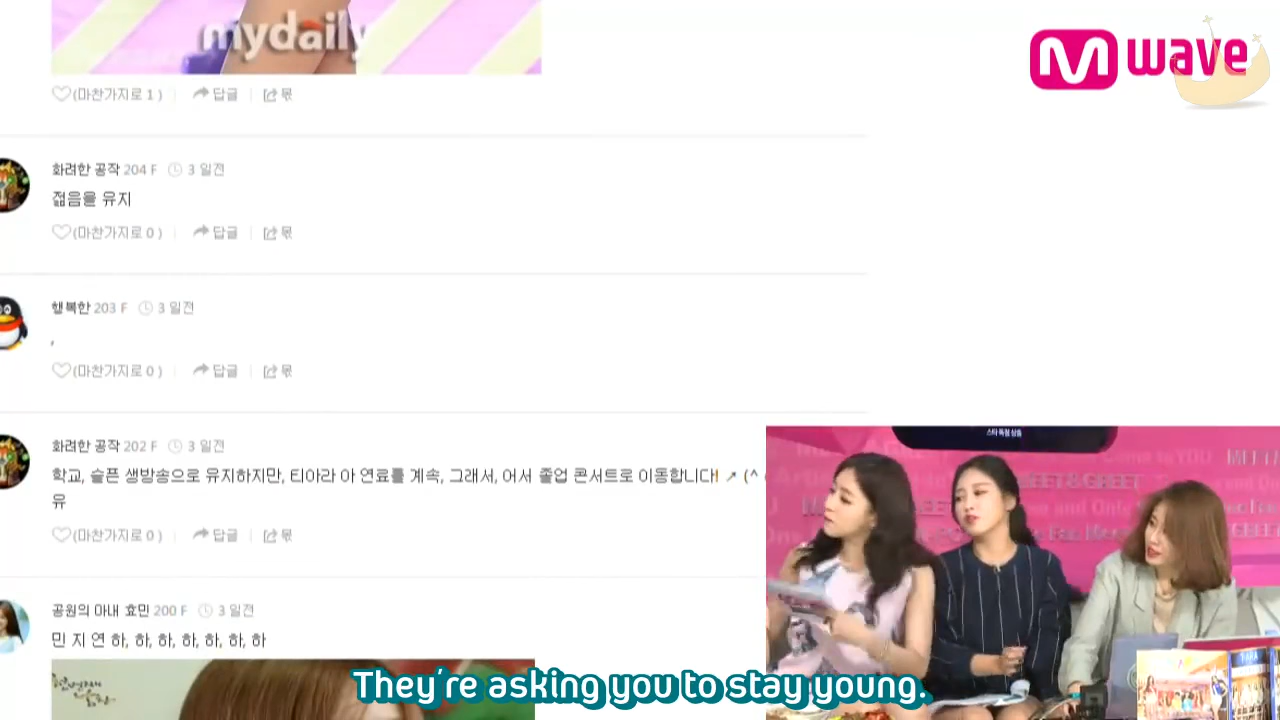 mydaily
M wave
(마찬가지로 1 ) 답글 몫
화려한 공작 204 F 3 일전
젊음을 유지
(마찬가지로 0 ) 답글 몫
행복한 203 F 3 일전
,
(마찬가지로 0 ) 답글 몫
화려한 공작 202 F 3 일전
학교, 슬픈 생방송으로 유지하지만, 티아라 아 연료를 계속, 그래서, 어서 졸업 콘서트로 이동합니다! ↗ (^
유
(마찬가지로 0 ) 답글 몫
공원의 아내 효민 200 F 3 일전
민 지 연 하, 하, 하, 하, 하, 하, 하
MEET & GREET
They're asking you to stay young.